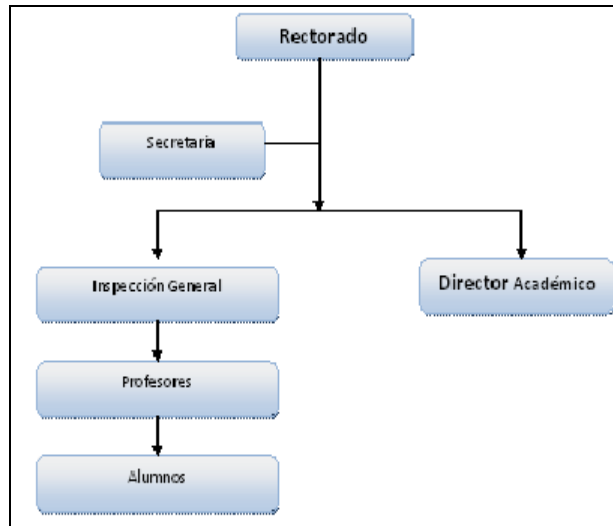 Rectorado
Secretaría
Inspección General
Director Académico
Profesores
Alumnos